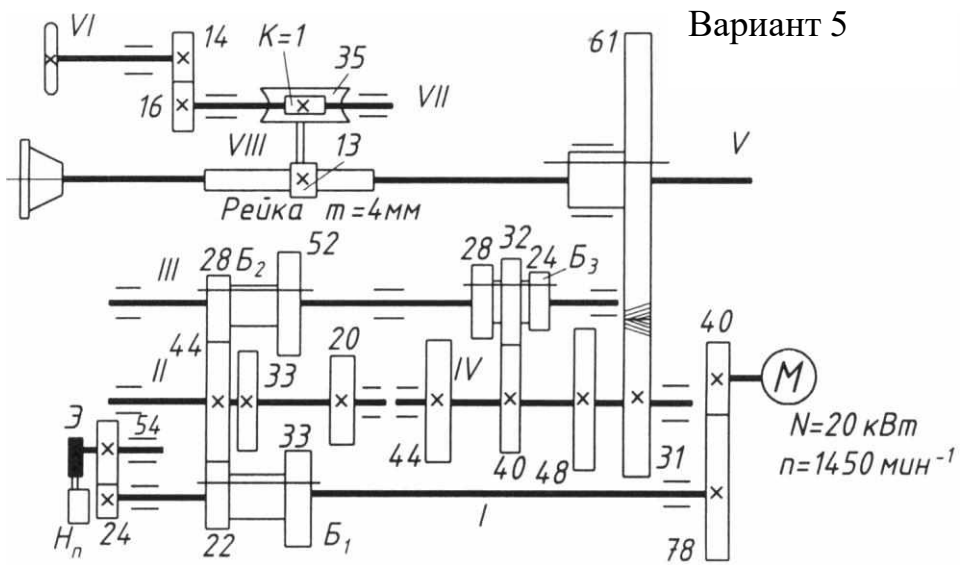 Вариант 5
VI
14
K=1
35
61
16
VII
VIII
13
V
Рейка m=4мм
52
28
32
III
28
Б2
24
Б3
40
44
20
II
33
IV
М
Э
54
33
N=20 кВт
44
40
48
31
n=1450 мин⁻¹
Нп
24
22
Б1
I
78